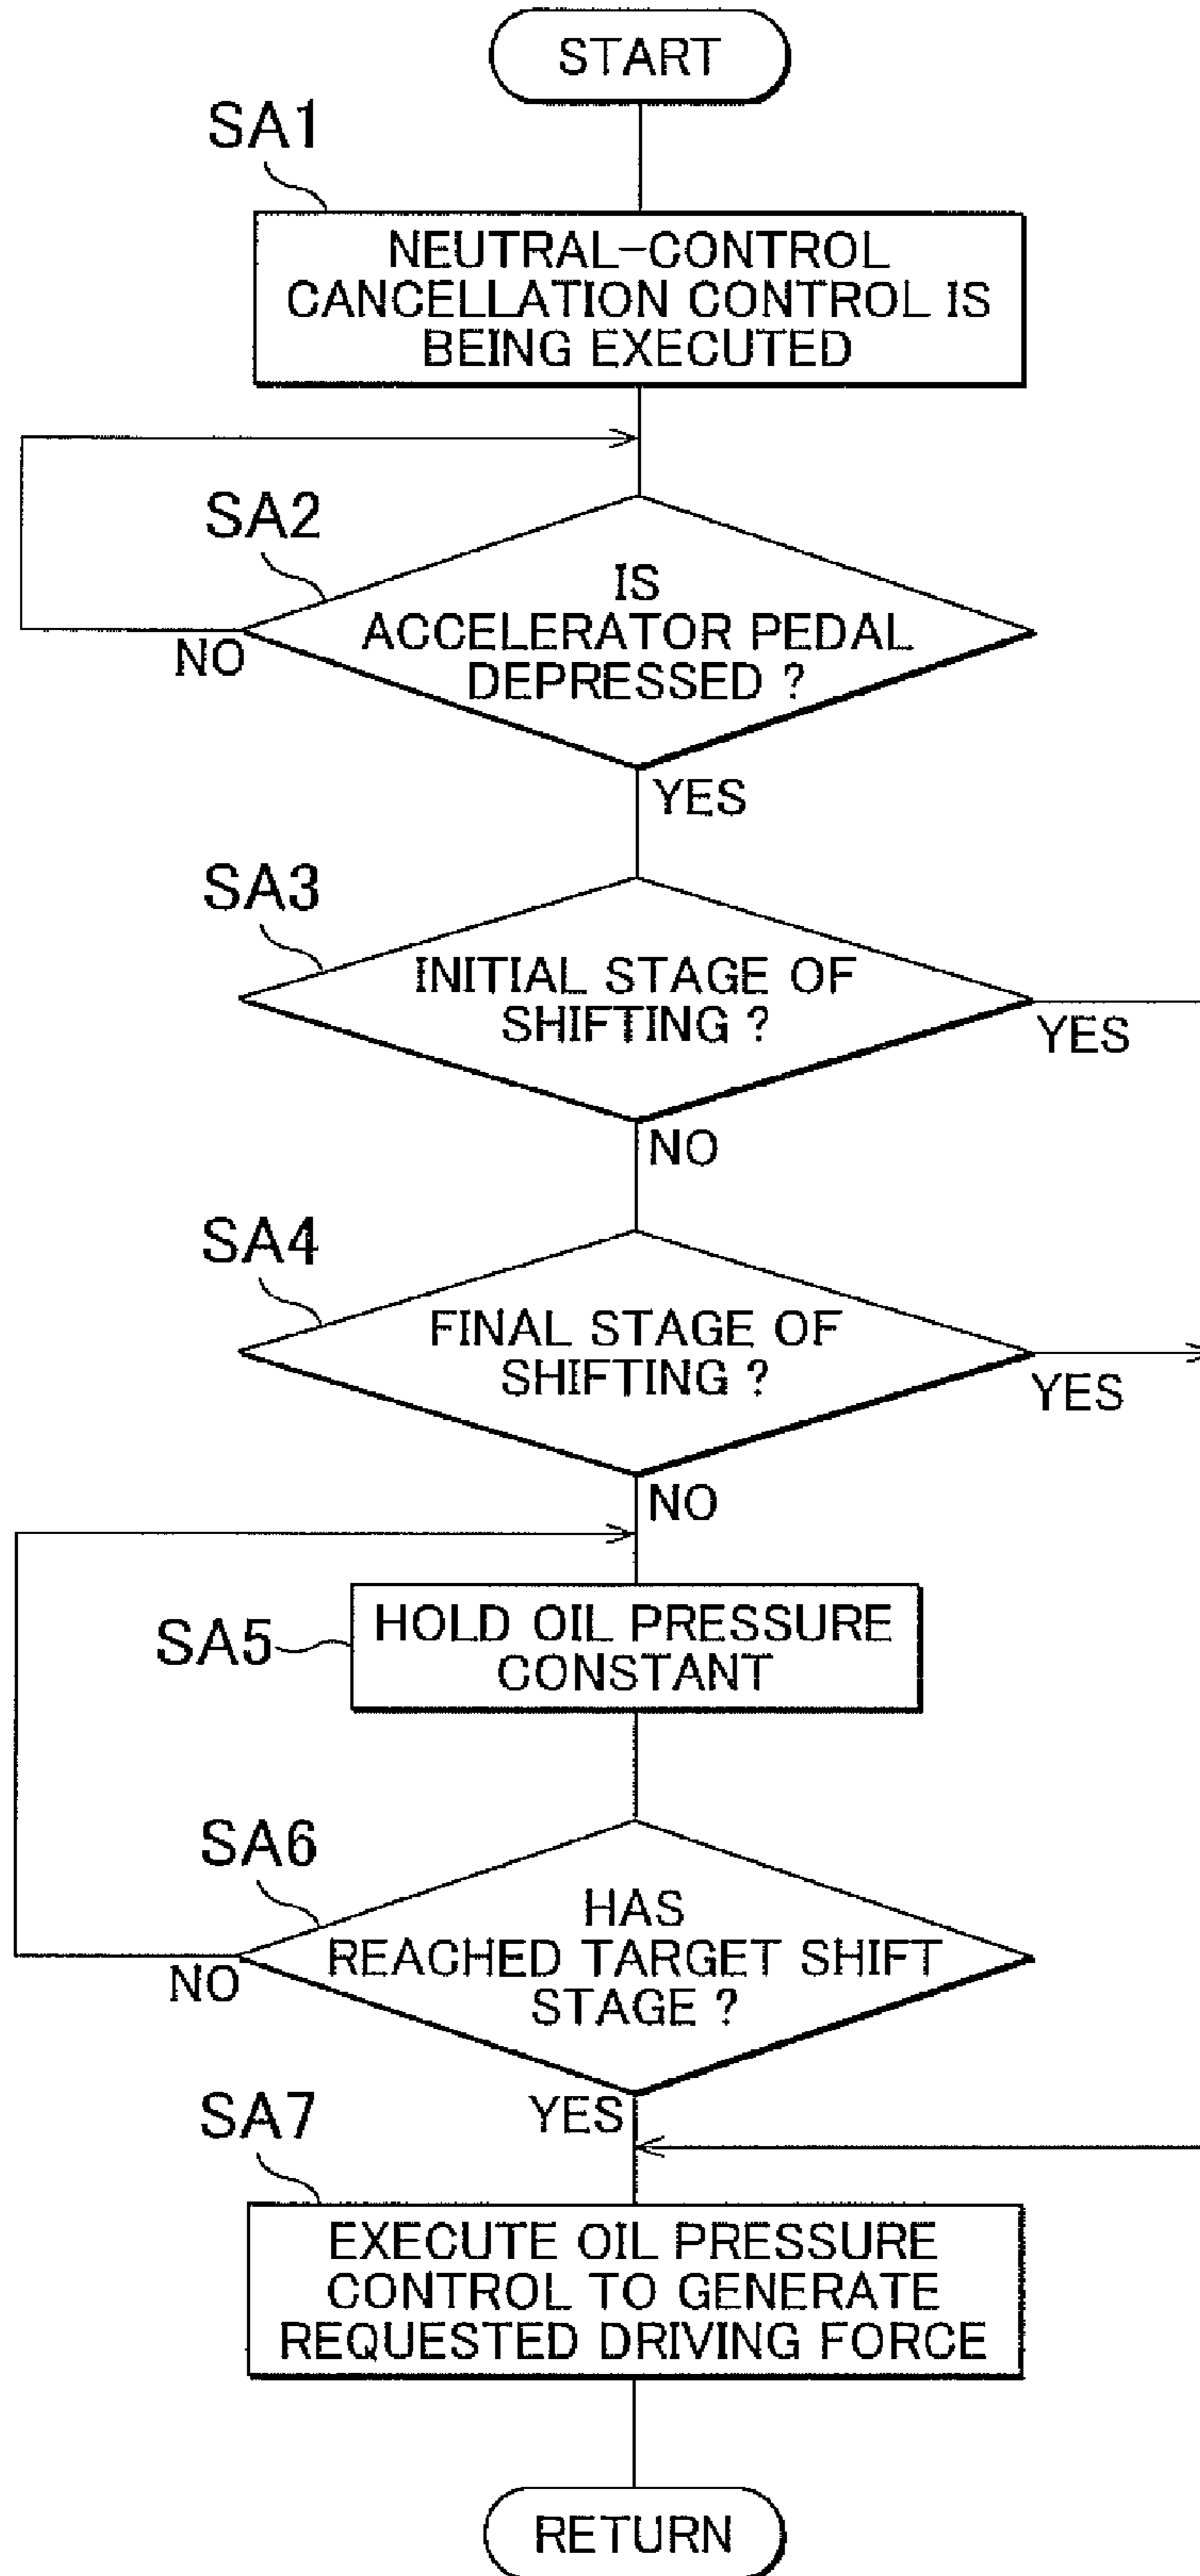 START
SA1
NEUTRAL-CONTROL
CANCELLATION CONTROL IS
BEING EXECUTED
SA2
IS
ACCELERATOR PEDAL
DEPRESSED ?
NO
YES
SA3
INITIAL STAGE OF
SHIFTING ?
YES
NO
SA4
FINAL STAGE OF
SHIFTING ?
YES
NO
SA5
HOLD OIL PRESSURE
CONSTANT
SA6
HAS
REACHED TARGET SHIFT
STAGE ?
NO
YES
SA7
EXECUTE OIL PRESSURE
CONTROL TO GENERATE
REQUESTED DRIVING FORCE
RETURN